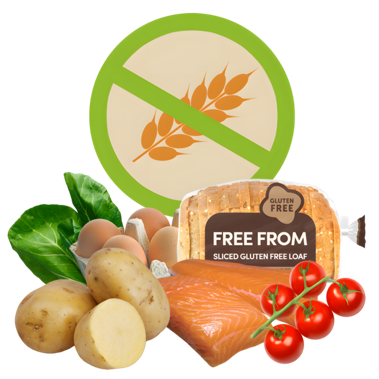 GLUTEN
FREE
FREE FROM
SLICED GLUTEN FREE LOAF